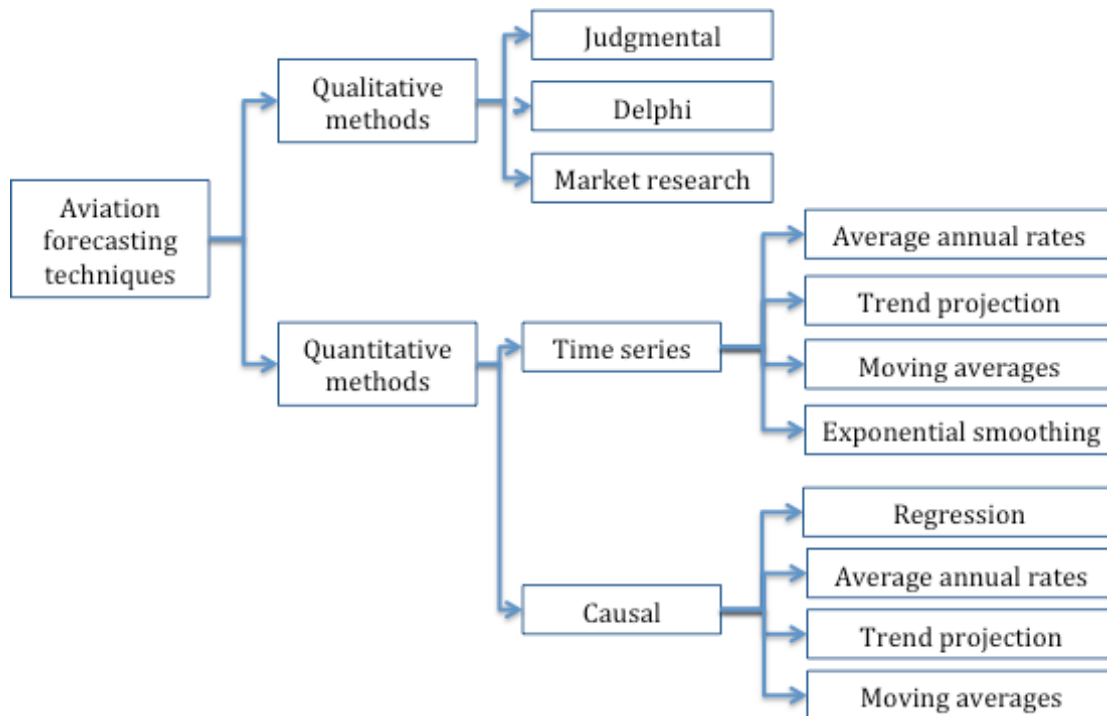 Aviation
forecasting
techniques
Qualitative
methods
Judgmental
Delphi
Market research
Quantitative
methods
Time series
Average annual rates
Trend projection
Moving averages
Exponential smoothing
Causal
Regression
Average annual rates
Trend projection
Moving averages